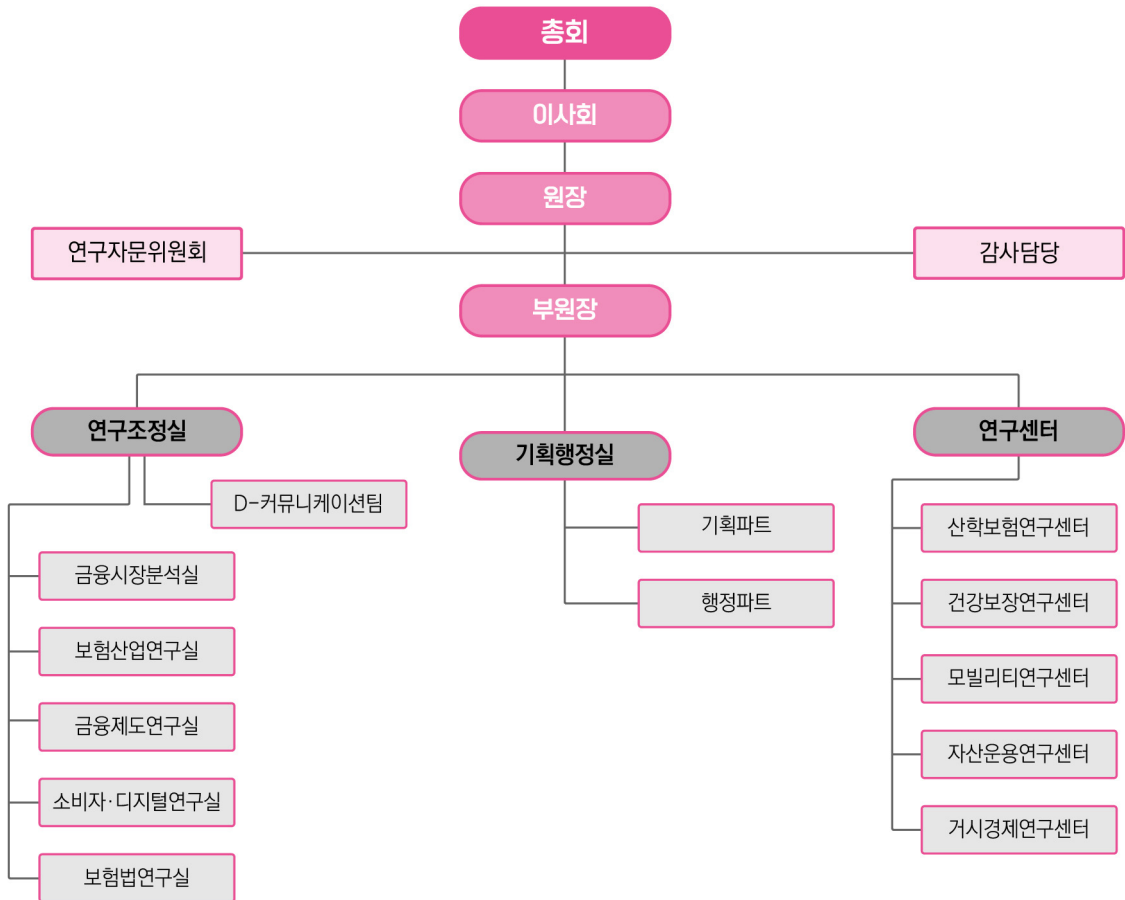 총회
이사회
원장
연구자문위원회
감사담당
부원장
연구조정실
기획행정실
연구센터
D-커뮤니케이션팀
금융시장분석실
보험산업연구실
금융제도연구실
소비자·디지털연구실
보험법연구실
기획파트
행정파트
산학보험연구센터
건강보장연구센터
모빌리티연구센터
자산운용연구센터
거시경제연구센터